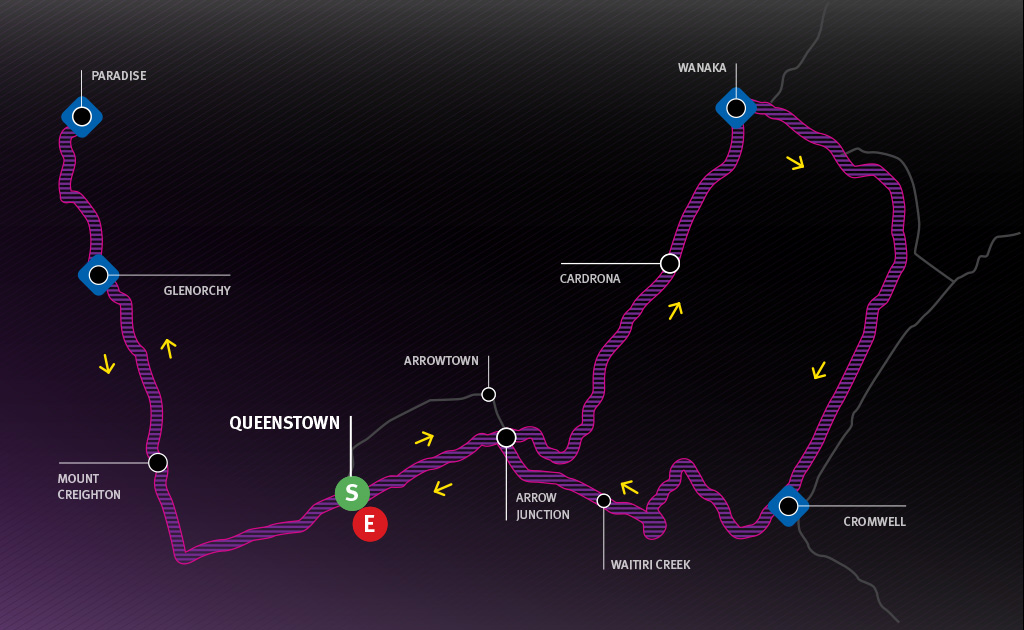 WANAKA
PARADISE
CARDRONA
GLENORCHY
ARROWTOWN
QUEENSTOWN
MOUNT
CREIGHTON
S
E
ARROW
JUNCTION
CROMWELL
WAITIRI CREEK